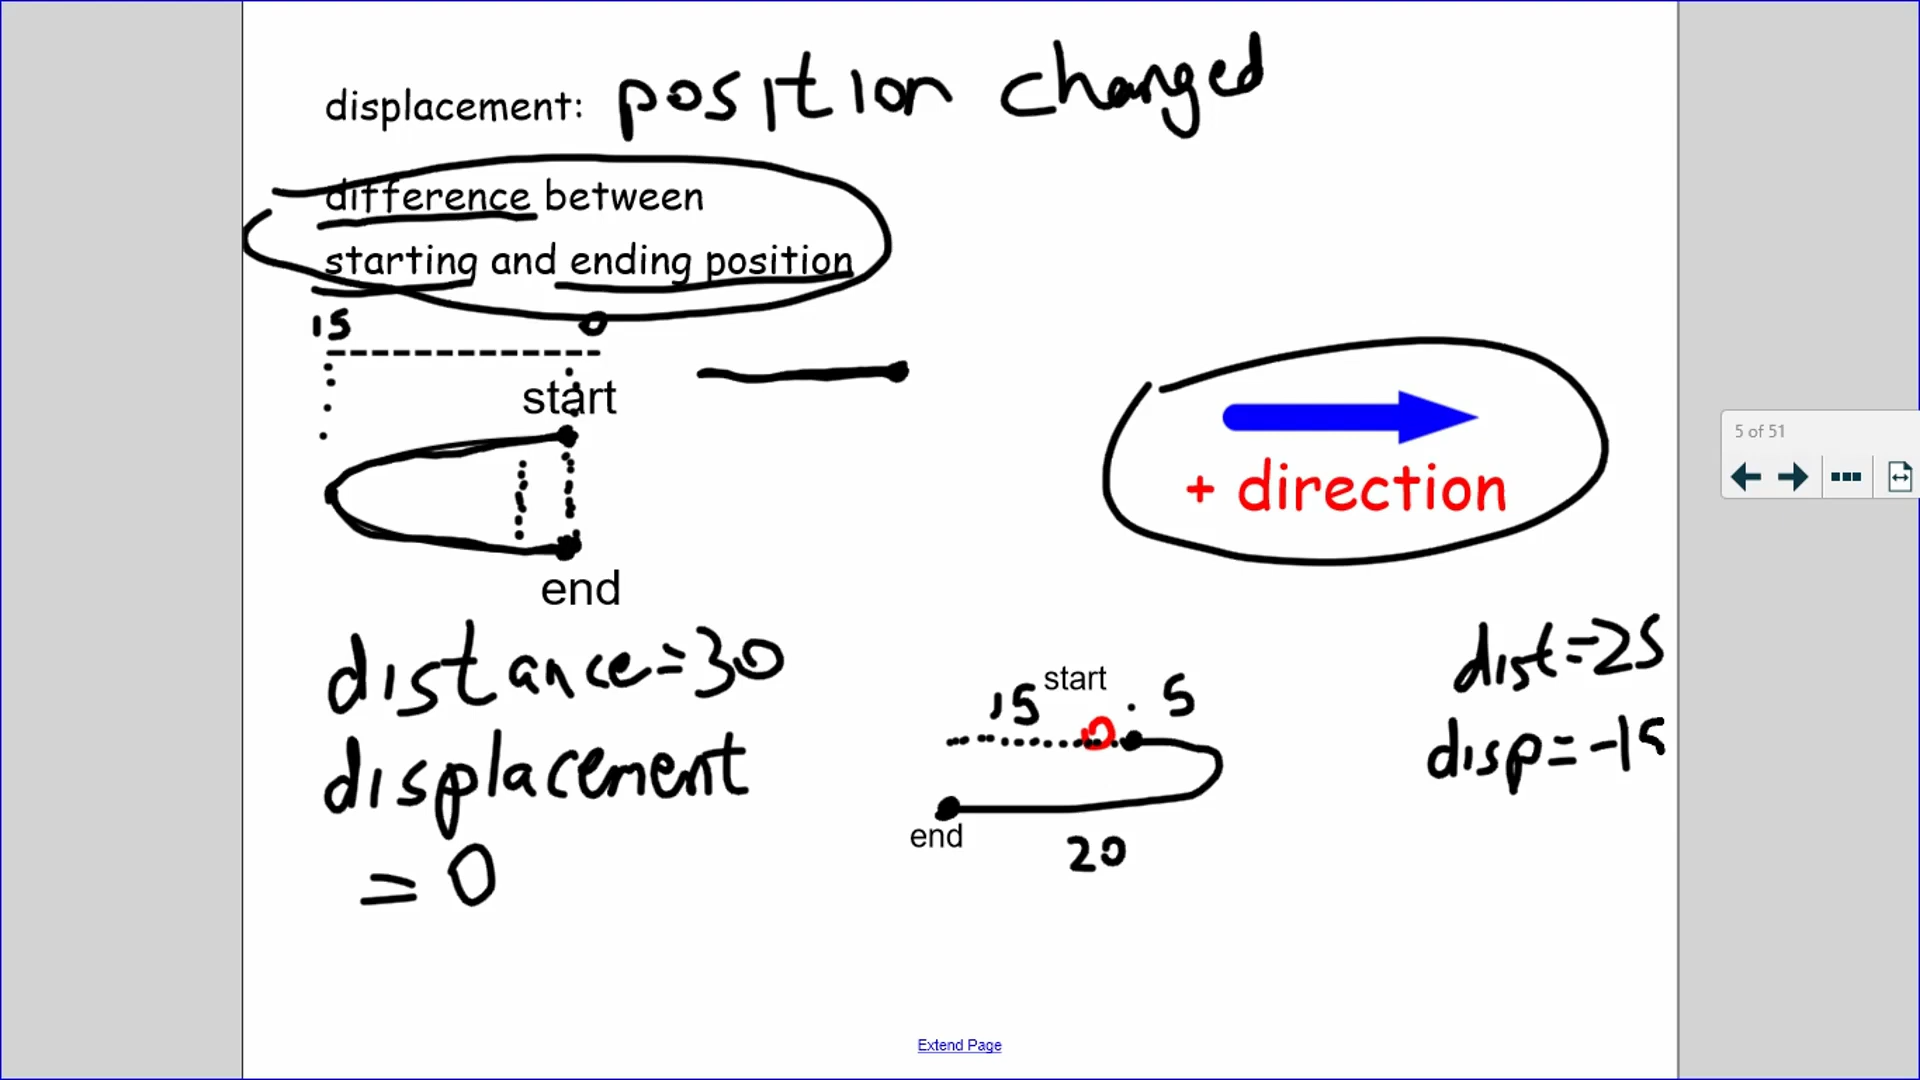 displacement: position changed
difference between
starting and ending position
15 0
start
+ direction
5 of 51
end
distance=30
displacement
= 0
dist=25
disp=-15
start
15 0 5
end
20
Extend Page